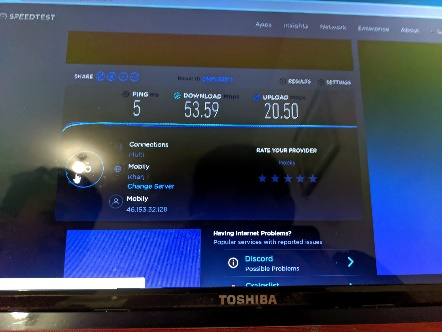 SPEEDTEST
Apps Insights Network Enterprise About
SHARE
Result ID
RESULTS SETTINGS
PING ms DOWNLOAD Mbps UPLOAD Mbps
5 53.59 20.50
Connections
Multi
Mobily
Kharj
Change Server
Mobily
46.153.32.128
RATE YOUR PROVIDER
Mobily
Having Internet Problems?
Popular services with reported issues
Discord
Possible Problems
Craigslist
TOSHIBA